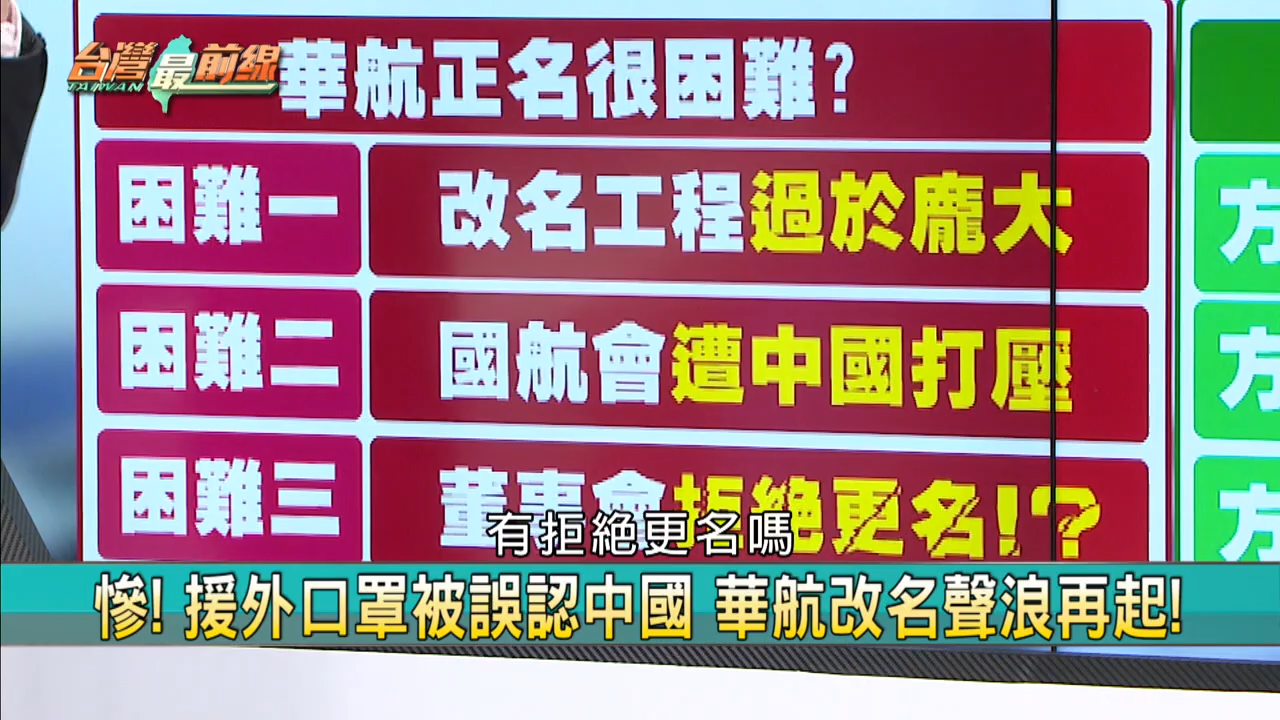 台灣最前線
TAIWAN
華航正名很困難?
困難一 改名工程過於龐大
困難二 國航會遭中國打壓
困難三 董事會拒絕更名!?
方
方
方
有拒絕更名嗎
慘! 援外口罩被誤認中國 華航改名聲浪再起!